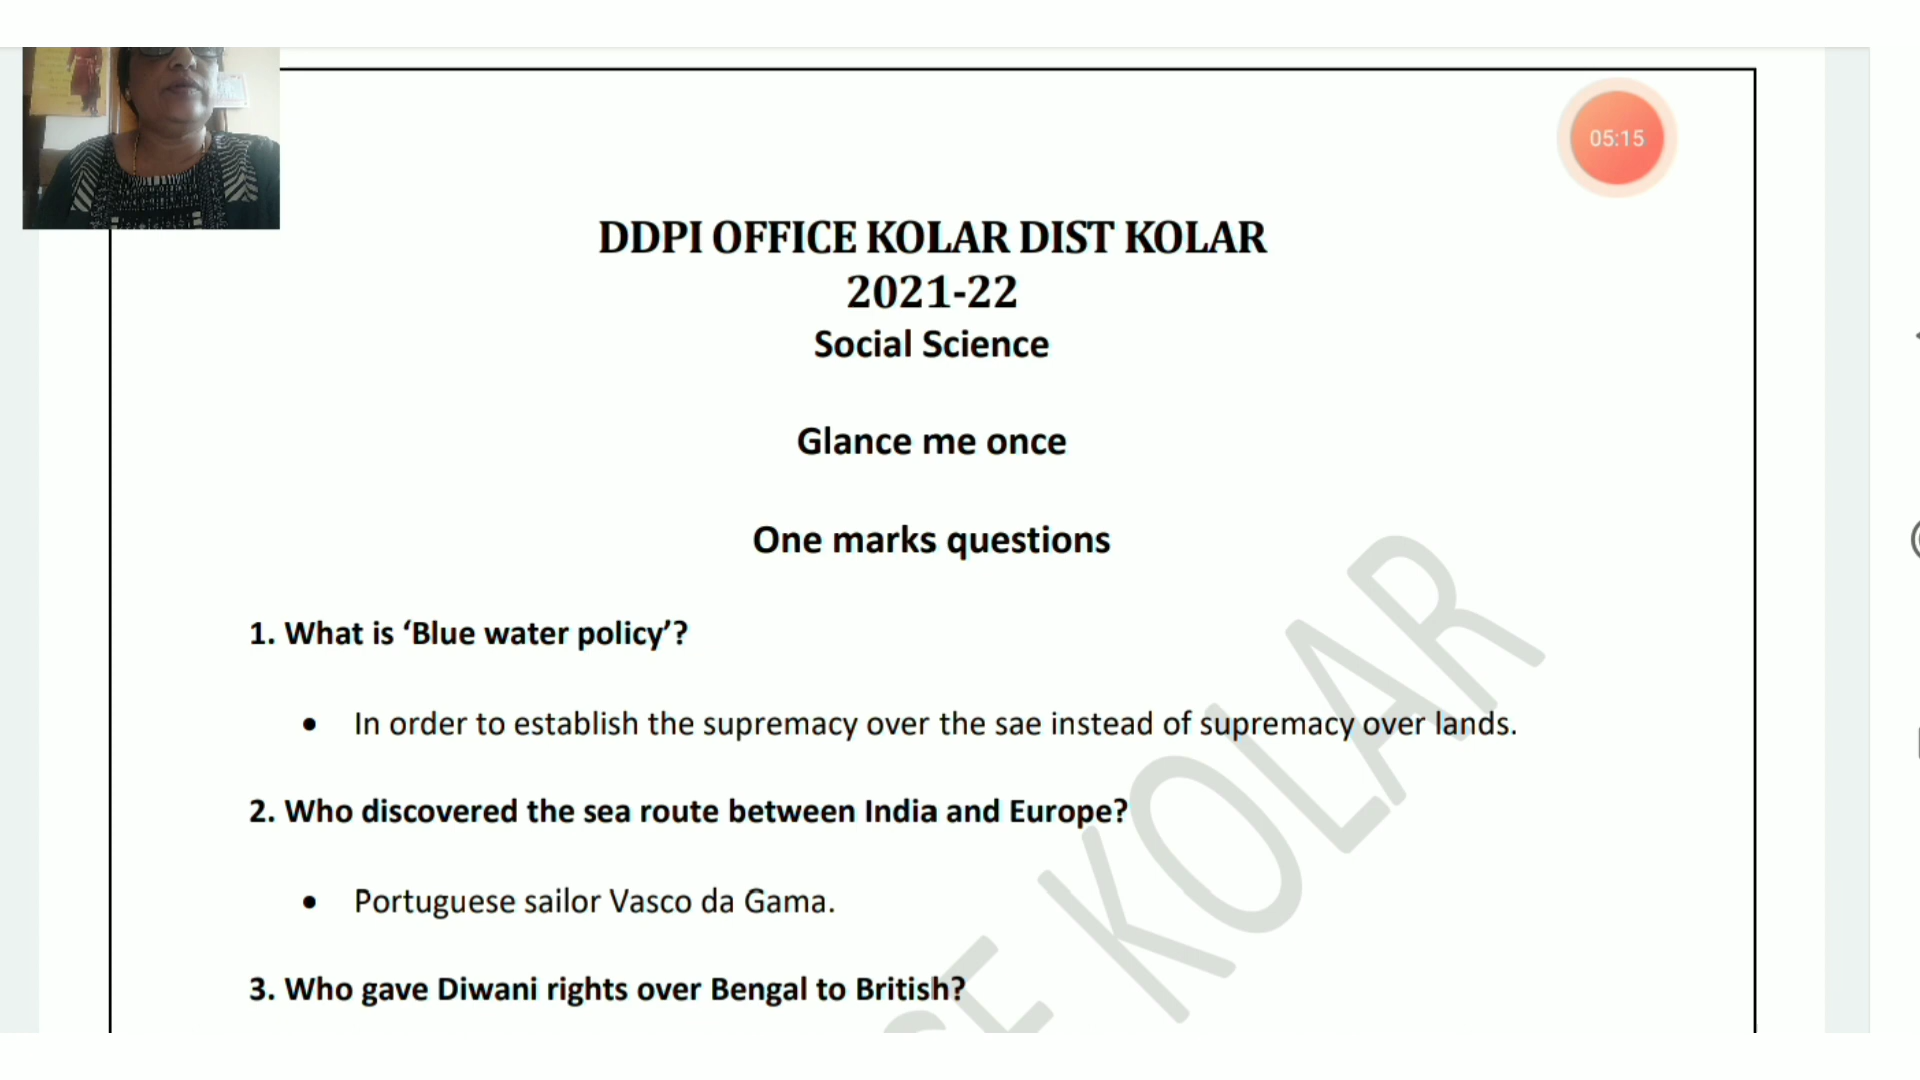 05:15
DDPI OFFICE KOLAR DIST KOLAR
2021-22
Social Science
Glance me once
One marks questions
1. What is ‘Blue water policy’?
• In order to establish the supremacy over the sae instead of supremacy over lands.
2. Who discovered the sea route between India and Europe?
• Portuguese sailor Vasco da Gama.
3. Who gave Diwani rights over Bengal to British?
KOLAR